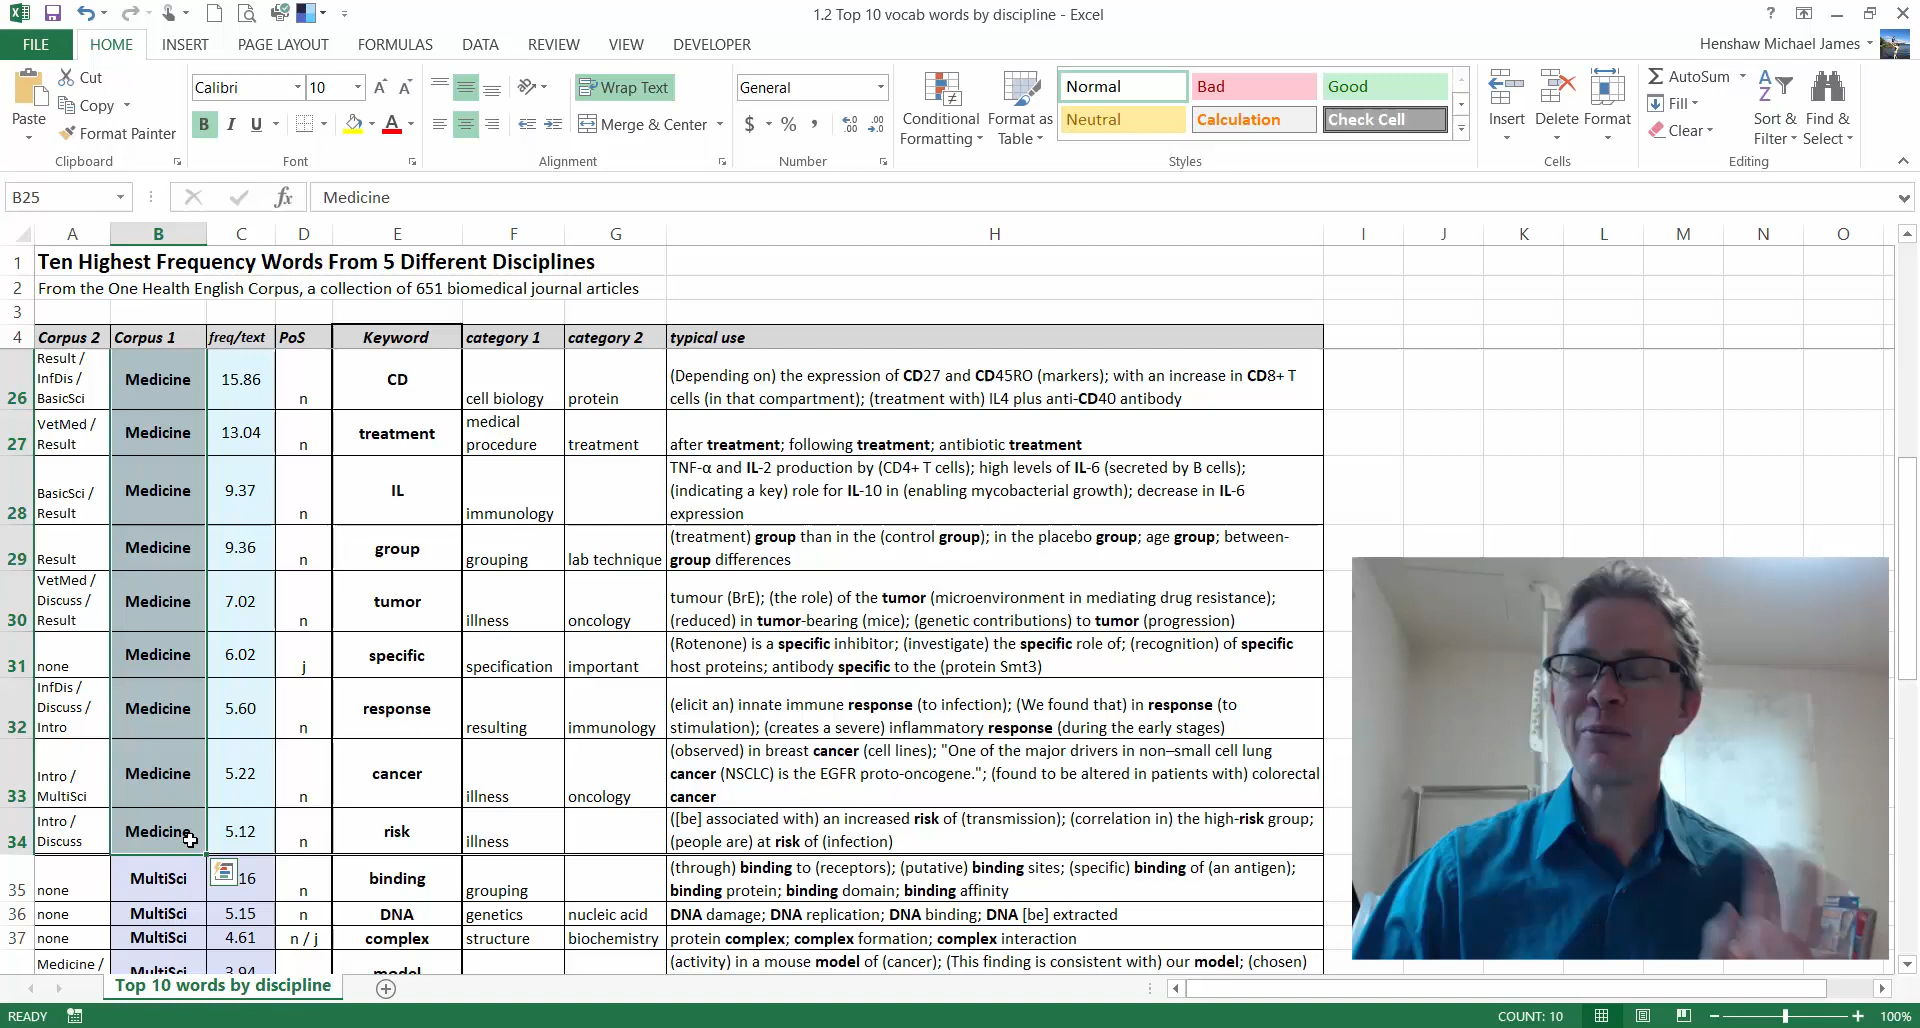 1.2 Top 10 vocab words by discipline - Excel
FILE HOME INSERT PAGE LAYOUT FORMULAS DATA REVIEW VIEW DEVELOPER Henshaw Michael James
Paste Cut Copy Format Painter Clipboard
Calibri 10 B I U A Font
Wrap Text Merge & Center Alignment
General $ % , Number
Conditional Formatting Format as Table
Normal Bad Good
Neutral Calculation Check Cell
Styles
Insert Delete Format Cells
AutoSum Fill Clear Sort & Filter Find & Select Editing
B25 fx Medicine
A B C D E F G H I J K L M N O
1 Ten Highest Frequency Words From 5 Different Disciplines
2 From the One Health English Corpus, a collection of 651 biomedical journal articles
3
4 Corpus 2 Corpus 1 freq/text PoS Keyword category 1 category 2 typical use
26 Result / InfDis / BasicSci Medicine 15.86 n CD cell biology protein (Depending on) the expression of CD27 and CD45RO (markers); with an increase in CD8+ T
cells (in that compartment); (treatment with) IL4 plus anti-CD40 antibody
27 VetMed / Result Medicine 13.04 n treatment medical procedure treatment after treatment; following treatment; antibiotic treatment
28 BasicSci / Result Medicine 9.37 n IL immunology TNF-α and IL-2 production by (CD4+ T cells); high levels of IL-6 (secreted by B cells);
(indicating a key) role for IL-10 in (enabling mycobacterial growth); decrease in IL-6
expression
29 Result Medicine 9.36 n group grouping lab technique (treatment) group than in the (control group); in the placebo group; age group; between-
group differences
30 VetMed / Discuss / Result Medicine 7.02 n tumor illness oncology tumour (BrE); (the role) of the tumor (microenvironment in mediating drug resistance);
(reduced) in tumor-bearing (mice); (genetic contributions) to tumor (progression)
31 none Medicine 6.02 j specific specification important (Rotenone) is a specific inhibitor; (investigate) the specific role of; (recognition) of specific
host proteins; antibody specific to the (protein Smt3)
32 InfDis / Discuss / Intro Medicine 5.60 n response resulting immunology (elicit an) innate immune response (to infection); (We found that) in response (to
stimulation); (creates a severe) inflammatory response (during the early stages)
33 Intro / MultiSci Medicine 5.22 n cancer illness oncology (observed) in breast cancer (cell lines); "One of the major drivers in non–small cell lung
cancer (NSCLC) is the EGFR proto-oncogene."; (found to be altered in patients with) colorectal
cancer
34 Intro / Discuss Medicine 5.12 n risk illness ([be] associated with) an increased risk of (transmission); (correlation in) the high-risk group;
(people are) at risk of (infection)
35 none MultiSci 16 n binding grouping (through) binding to (receptors); (putative) binding sites; (specific) binding of (an antigen);
binding protein; binding domain; binding affinity
36 none MultiSci 5.15 n DNA genetics nucleic acid DNA damage; DNA replication; DNA binding; DNA [be] extracted
37 none MultiSci 4.61 n / j complex structure biochemistry protein complex; complex formation; complex interaction
Medicine / MultiSci 3.94 model (activity) in a mouse model of (cancer); (This finding is consistent with) our model; (chosen)
Top 10 words by discipline
READY COUNT: 10 100%